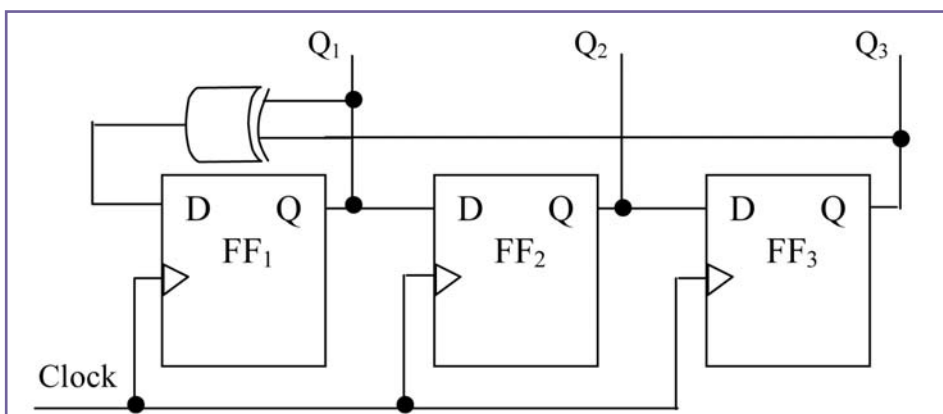 Q₁ Q₂ Q₃
D Q D Q D Q
FF₁ FF₂ FF₃
Clock